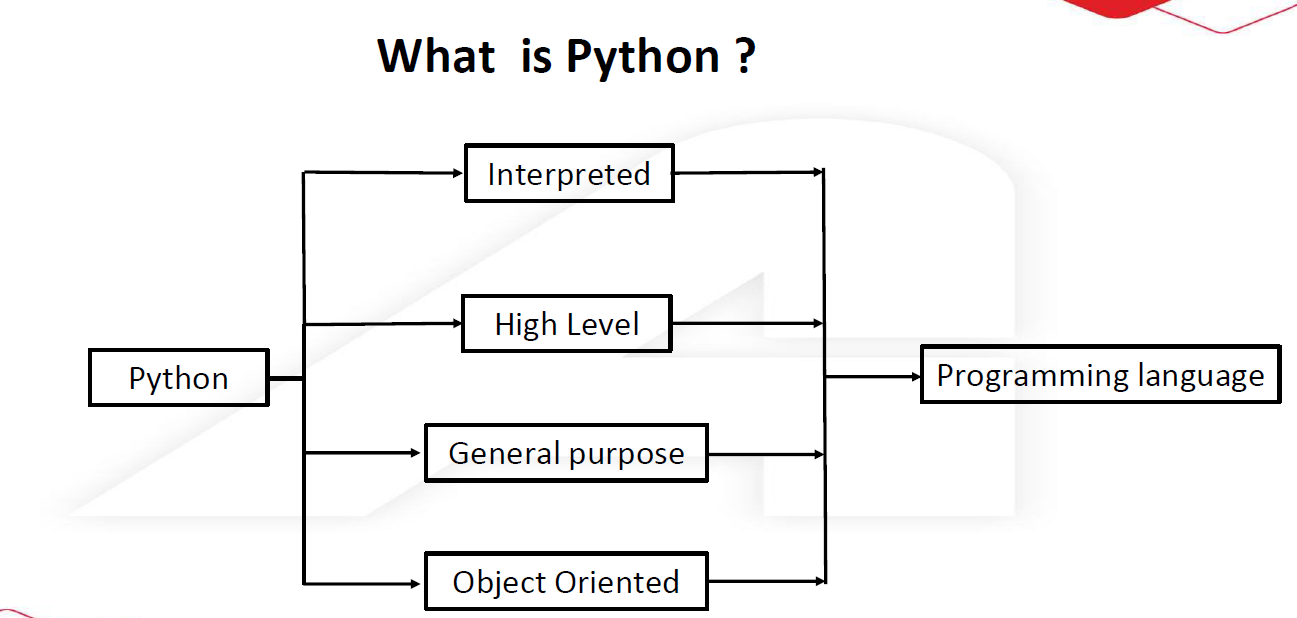 What is Python ?
Interpreted
High Level
Python
Programming language
General purpose
Object Oriented